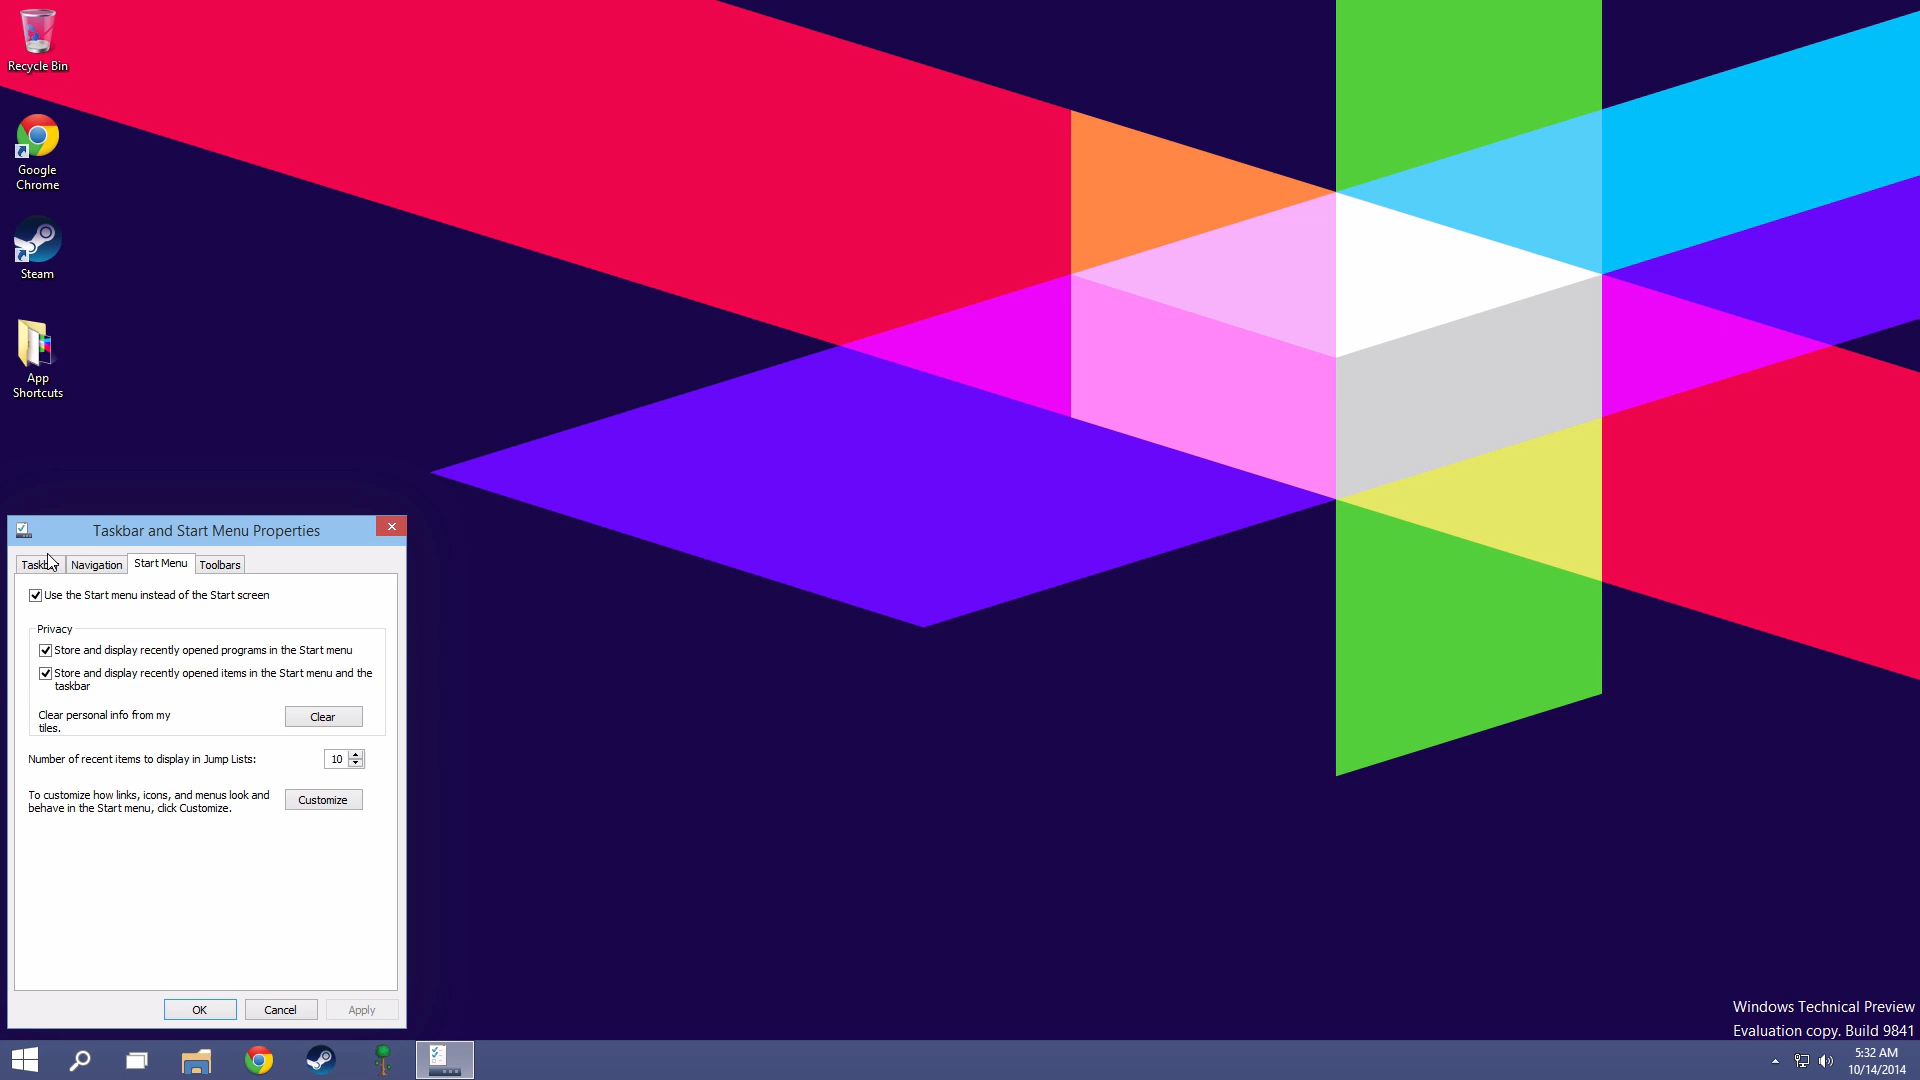 Recycle Bin
Google
Chrome
Steam
App
Shortcuts
Taskbar and Start Menu Properties
Navigation
Start Menu
Toolbars
Use the Start menu instead of the Start screen
Privacy
Store and display recently opened programs in the Start menu
Store and display recently opened items in the Start menu and the
taskbar
Clear personal info from my
tiles.
Clear
Number of recent items to display in Jump Lists:
10
To customize how links, icons, and menus look and
behave in the Start menu, click Customize.
Customize
OK
Cancel
Apply
Windows Technical Preview
Evaluation copy. Build 9841
5:32 AM
10/14/2014